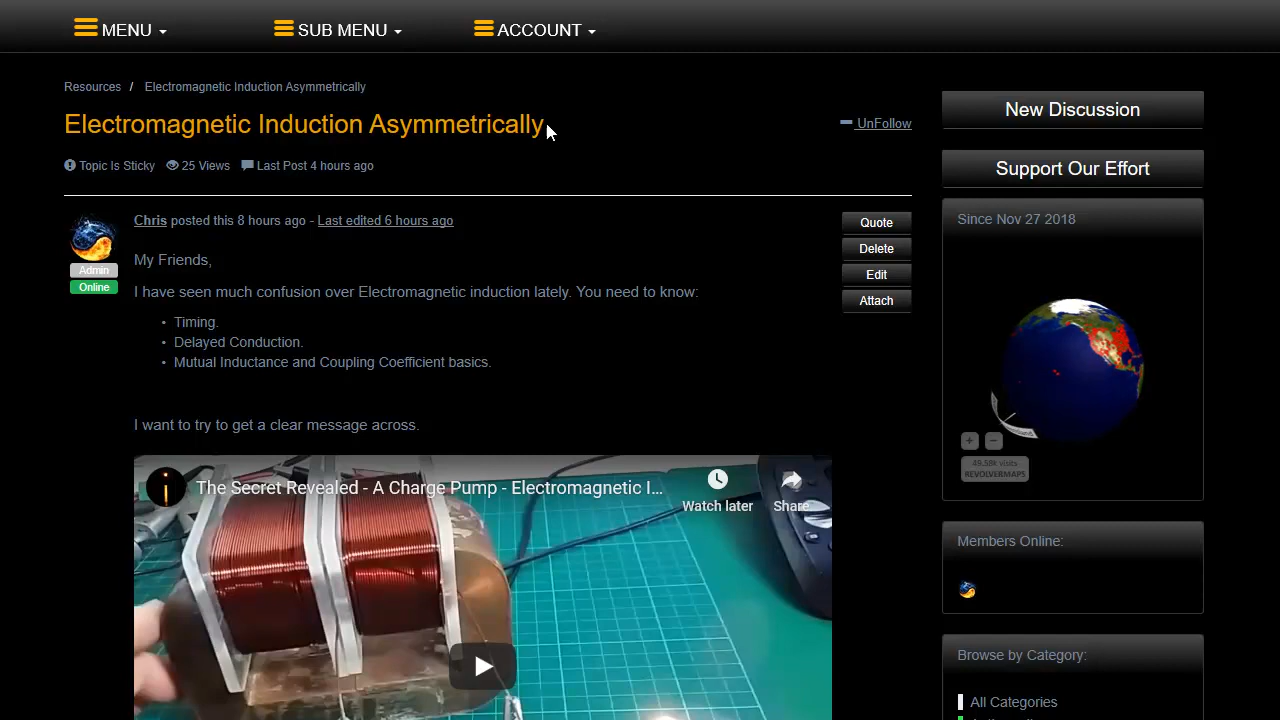 MENU
SUB MENU
ACCOUNT
Resources / Electromagnetic Induction Asymmetrically
Electromagnetic Induction Asymmetrically
UnFollow
Topic Is Sticky 25 Views Last Post 4 hours ago
Chris posted this 8 hours ago - Last edited 6 hours ago
Admin
Online
My Friends,
I have seen much confusion over Electromagnetic induction lately. You need to know:
• Timing.
• Delayed Conduction.
• Mutual Inductance and Coupling Coefficient basics.
I want to try to get a clear message across.
Quote
Delete
Edit
Attach
The Secret Revealed - A Charge Pump - Electromagnetic I...
Watch later
Share
New Discussion
Support Our Effort
Since Nov 27 2018
+ −
49,58k visits
REVOLVERMAPS
Members Online:
Browse by Category:
All Categories